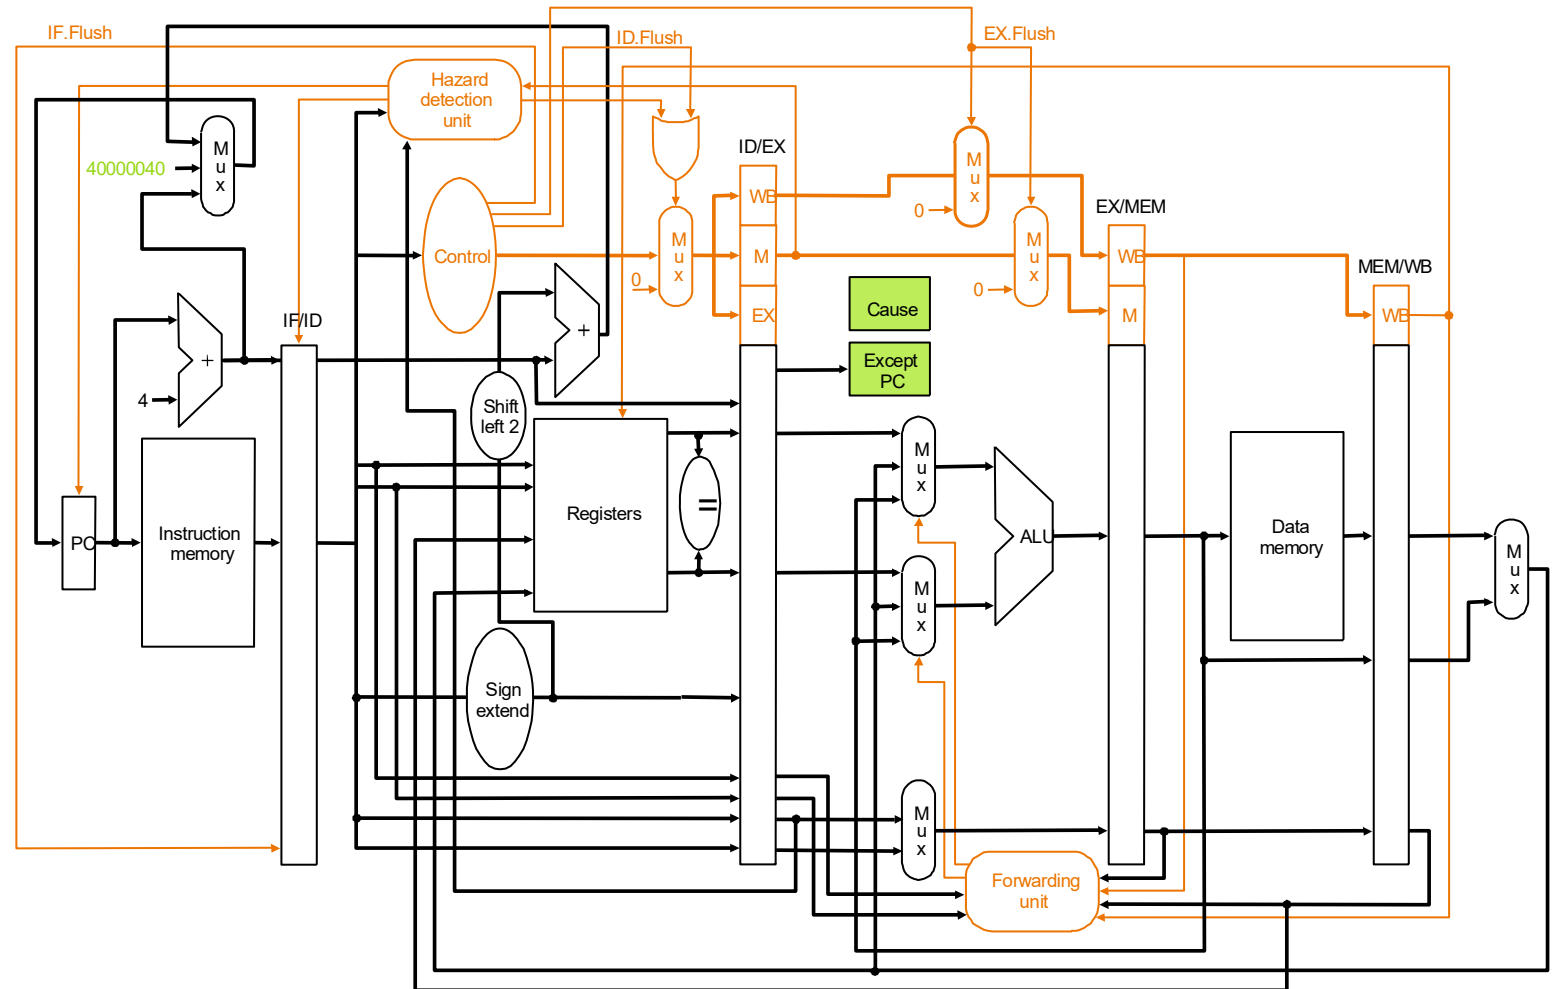 IF.Flush
ID.Flush
EX.Flush
Hazard
detection
unit
M
u
x
40000040
ID/EX
M
u
x
WB
0
EX/MEM
Control
M
u
x
M
M
u
x
WB
MEM/WB
0
0
Cause
EX
M
WB
IF/ID
+
+
Except
PC
4
Shift
left 2
M
u
x
Instruction
memory
PC
Registers
=
ALU
Data
memory
M
u
x
M
u
x
Sign
extend
M
u
x
Forwarding
unit